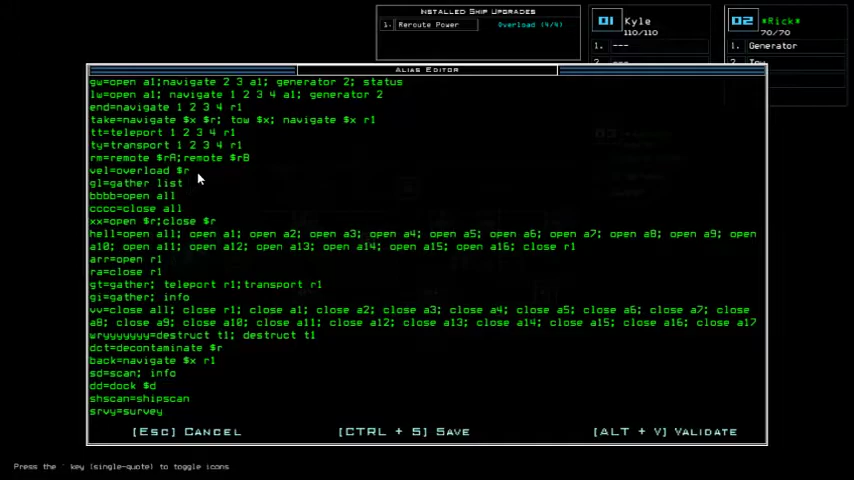 Installed Ship Upgrades
1. Reroute Power
Overload (4/4)
01 Kyle
110/110
1. ---
2. ---
02 *Rick*
70/70
1. Generator
2. Tow
Alias Editor
gw=open a1;navigate 2 3 a1; generator 2; status
lw=open a1; navigate 1 2 3 4 a1; generator 2
end=navigate 1 2 3 4 r1
take=navigate $x $r; tow $x; navigate $x r1
tt=teleport 1 2 3 4 r1
ty=transport 1 2 3 4 r1
rm=remote $rA;remote $rB
vel=overload $r
gl=gather list
bbbb=open all
cccc=close all
xx=open $r;close $r
hell=open all; open a1; open a2; open a3; open a4; open a5; open a6; open a7; open a8; open a9; open
a10; open a11; open a12; open a13; open a14; open a15; open a16; close r1
arr=open r1
ra=close r1
gt=gather; teleport r1;transport r1
gi=gather; info
vv=close all; close r1; close a1; close a2; close a3; close a4; close a5; close a6; close a7; close
a8; close a9; close a10; close a11; close a12; close a13; close a14; close a15; close a16; close a17
wryyyyyyy=destruct t1; destruct t1
dct=decontaminate $r
back=navigate $x r1
sd=scan; info
dd=dock $d
shscan=shipscan
srvy=survey
[Esc] Cancel
[CTRL + S] Save
[ALT + V] Validate
Press the ' key (single-quote) to toggle icons